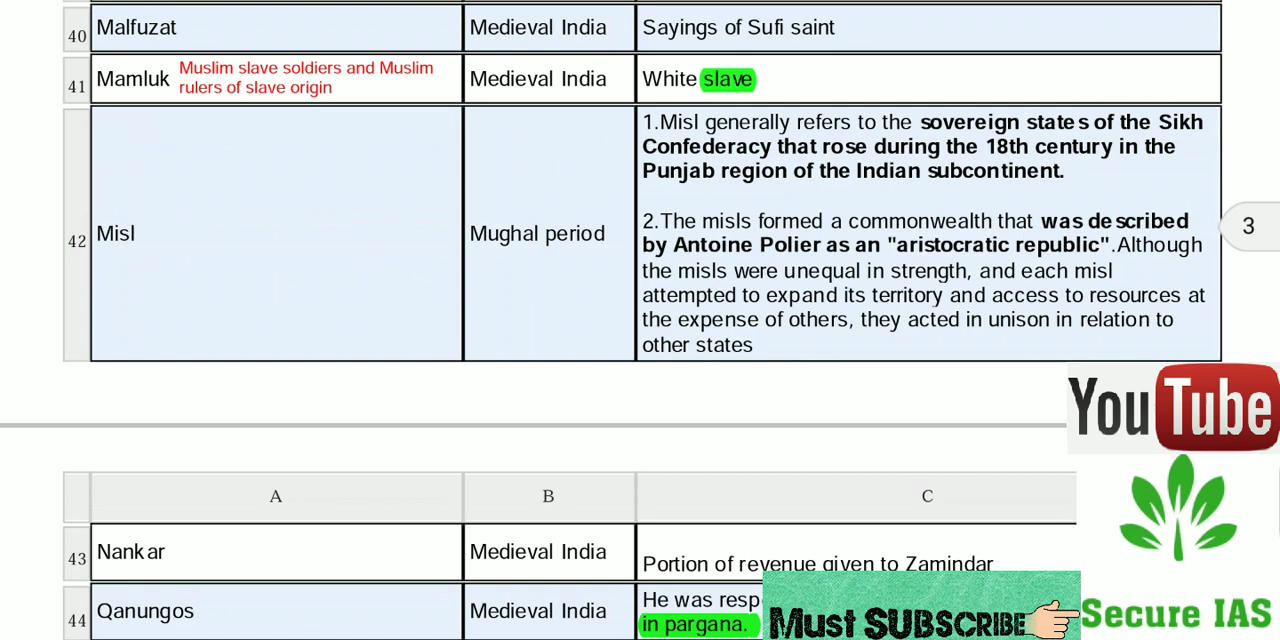 40 Malfuzat Medieval India Sayings of Sufi saint
41 Mamluk Muslim slave soldiers and Muslim rulers of slave origin Medieval India White slave
42 Misl Mughal period
1.Misl generally refers to the sovereign states of the Sikh
Confederacy that rose during the 18th century in the
Punjab region of the Indian subcontinent.
2.The misls formed a commonwealth that was described
by Antoine Polier as an "aristocratic republic".Although
the misls were unequal in strength, and each misl
attempted to expand its territory and access to resources at
the expense of others, they acted in unison in relation to
other states
3
YouTube
A B C
43 Nankar Medieval India Portion of revenue given to Zamindar
44 Qanungos Medieval India He was resp
in pargana.
Must SUBSCRIBE
Secure IAS